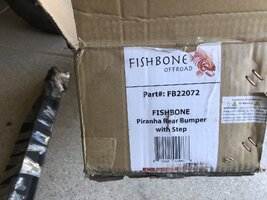 FISHBONE
OFFROAD
Part#: FB22072
FISHBONE
Piranha Rear Bumper
with Step